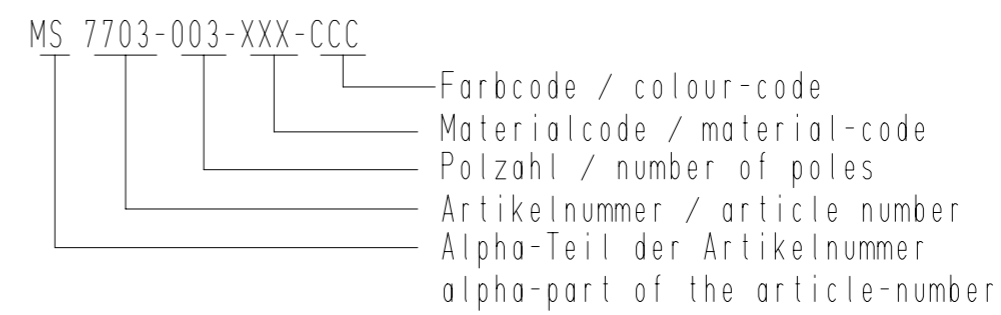 MS 7703-003-XXX-CCC
Farbcode / colour-code
Materialcode / material-code
Polzahl / number of poles
Artikelnummer / article number
Alpha-Teil der Artikelnummer
alpha-part of the article-number